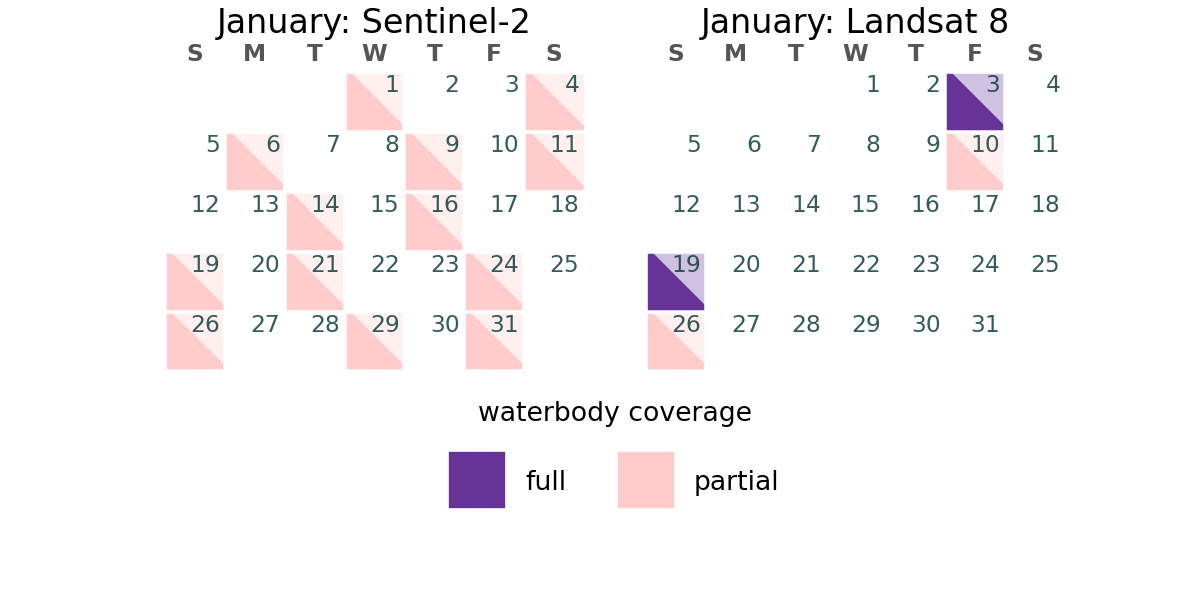 January: Sentinel-2
S M T W T F S
1 2 3 4
5 6 7 8 9 10 11
12 13 14 15 16 17 18
19 20 21 22 23 24 25
26 27 28 29 30 31
January: Landsat 8
S M T W T F S
1 2 3 4
5 6 7 8 9 10 11
12 13 14 15 16 17 18
19 20 21 22 23 24 25
26 27 28 29 30 31
waterbody coverage
full
partial